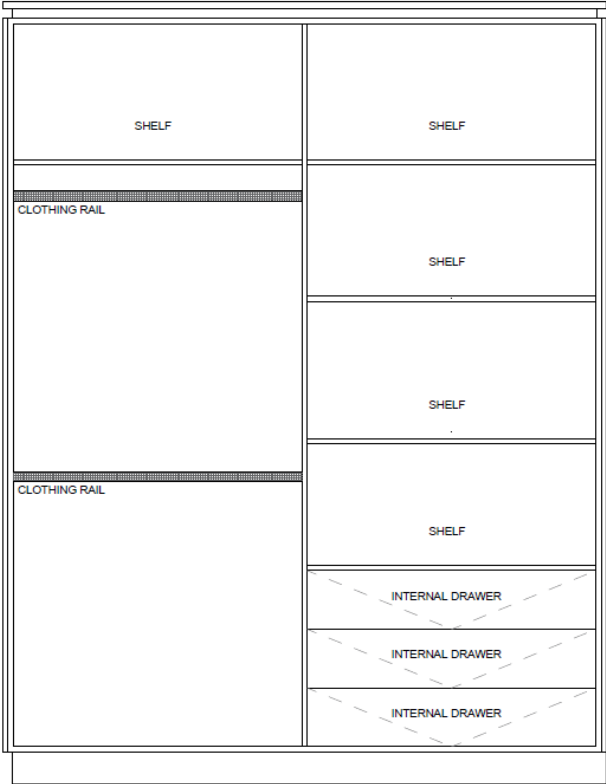 SHELF
SHELF
CLOTHING RAIL
SHELF
SHELF
CLOTHING RAIL
SHELF
INTERNAL DRAWER
INTERNAL DRAWER
INTERNAL DRAWER